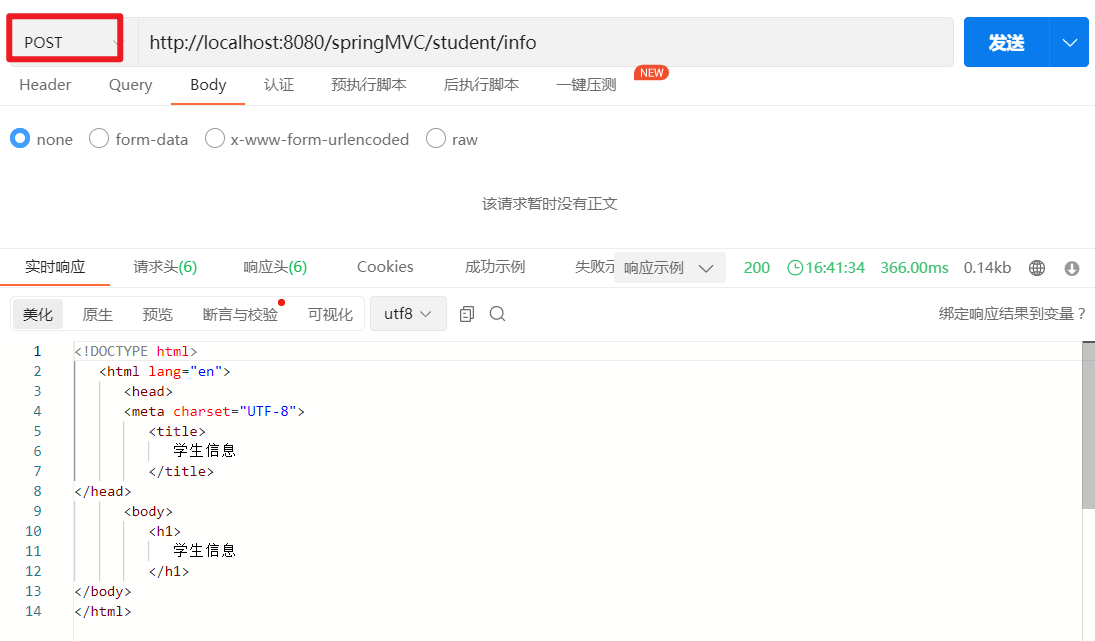 POST http://localhost:8080/springMVC/student/info 发送
Header Query Body 认证 预执行脚本 后执行脚本 一键压测 NEW
none form-data x-www-form-urlencoded raw
该请求暂时没有正文
实时响应 请求头(6) 响应头(6) Cookies 成功示例 失败示 响应示例 200 16:41:34 366.00ms 0.14kb
美化 原生 预览 断言与校验 可视化 utf8 绑定响应结果到变量？
1 <!DOCTYPE html>
2 <html lang="en">
3 <head>
4 <meta charset="UTF-8">
5 <title>
6 学生信息
7 </title>
8 </head>
9 <body>
10 <h1>
11 学生信息
12 </h1>
13 </body>
14 </html>